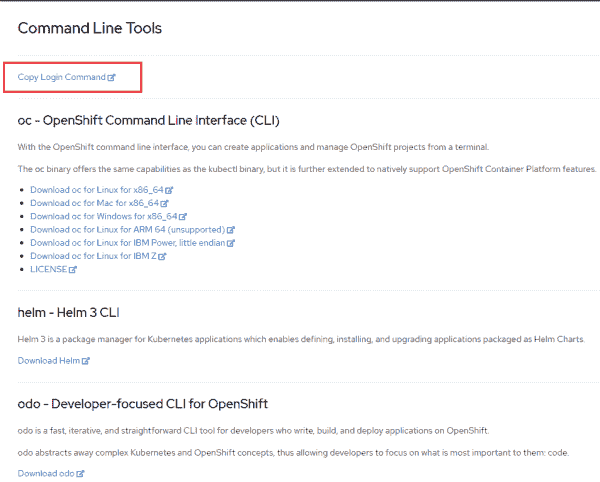 Command Line Tools
Copy Login Command
oc - OpenShift Command Line Interface (CLI)
With the OpenShift command line interface, you can create applications and manage OpenShift projects from a terminal.
The oc binary offers the same capabilities as the kubectl binary, but it is further extended to natively support OpenShift Container Platform features.
Download oc for Linux for x86_64
Download oc for Mac for x86_64
Download oc for Windows for x86_64
Download oc for Linux for ARM 64 (unsupported)
Download oc for Linux for IBM Power, little endian
Download oc for Linux for IBM Z
LICENSE
helm - Helm 3 CLI
Helm 3 is a package manager for Kubernetes applications which enables defining, installing, and upgrading applications packaged as Helm Charts.
Download Helm
odo - Developer-focused CLI for OpenShift
odo is a fast, iterative, and straightforward CLI tool for developers who write, build, and deploy applications on OpenShift.
odo abstracts away complex Kubernetes and OpenShift concepts, thus allowing developers to focus on what is most important to them: code.
Download odo